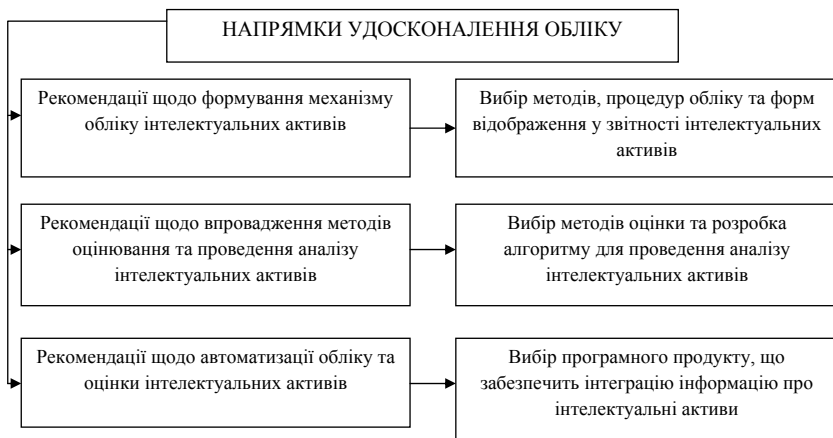 НАПРЯМКИ УДОСКОНАЛЕННЯ ОБЛІКУ
Рекомендації щодо формування механізму
обліку інтелектуальних активів
Вибір методів, процедур обліку та форм
відображення у звітності інтелектуальних
активів
Рекомендації щодо впровадження методів
оцінювання та проведення аналізу
інтелектуальних активів
Вибір методів оцінки та розробка
алгоритму для проведення аналізу
інтелектуальних активів
Рекомендації щодо автоматизації обліку та
оцінки інтелектуальних активів
Вибір програмного продукту, що
забезпечить інтеграцію інформацію про
інтелектуальні активи